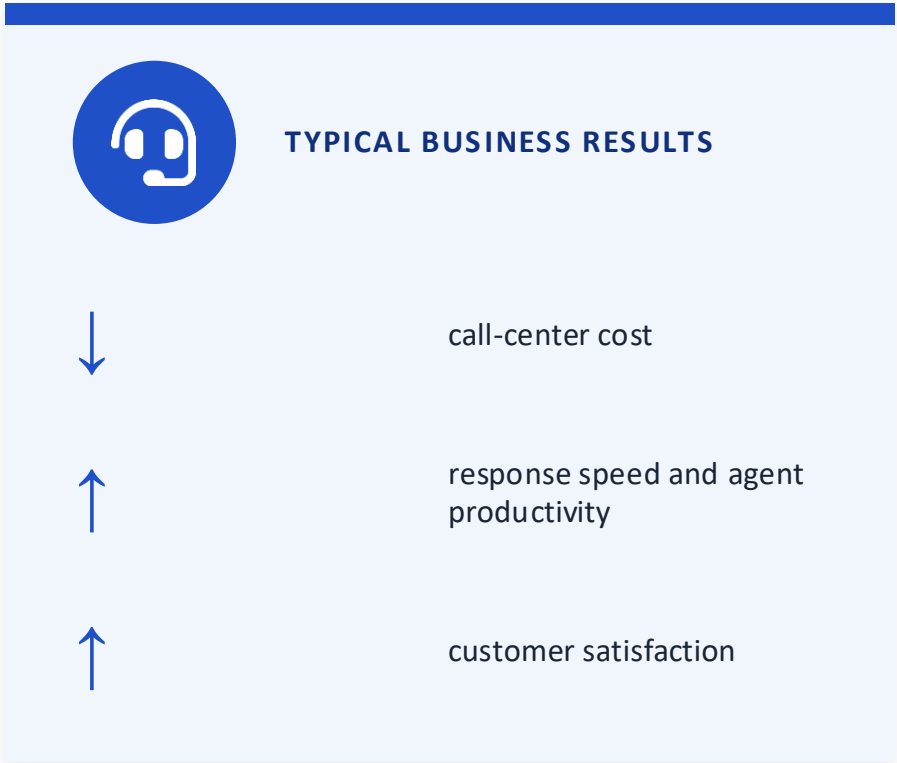 TYPICAL BUSINESS RESULTS
↓ call-center cost
↑ response speed and agent
productivity
↑ customer satisfaction